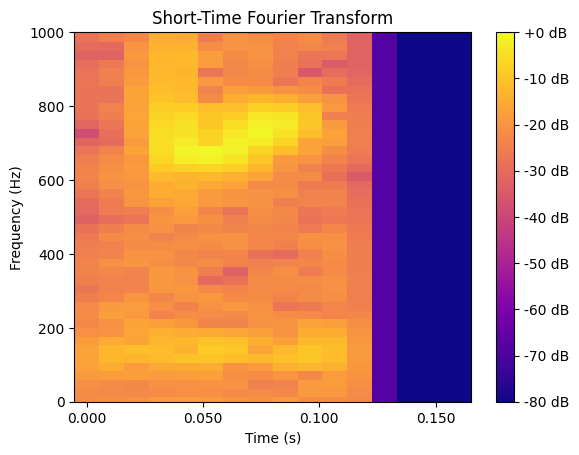 Short-Time Fourier Transform
Frequency (Hz)
1000
800
600
400
200
0
0.000 0.050 0.100 0.150
Time (s)
+0 dB
-10 dB
-20 dB
-30 dB
-40 dB
-50 dB
-60 dB
-70 dB
-80 dB